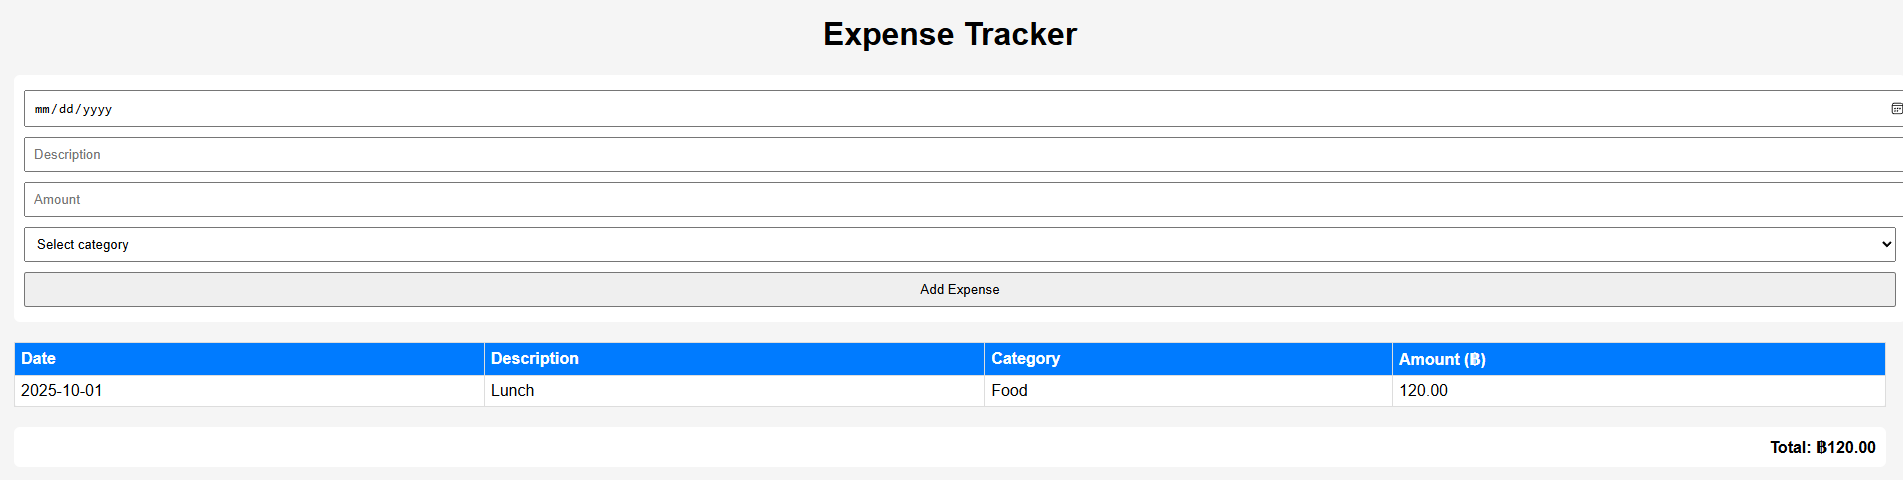 Expense Tracker
mm/dd/yyyy
Description
Amount
Select category
Add Expense
Date Description Category Amount (฿)
2025-10-01 Lunch Food 120.00
Total: ฿120.00